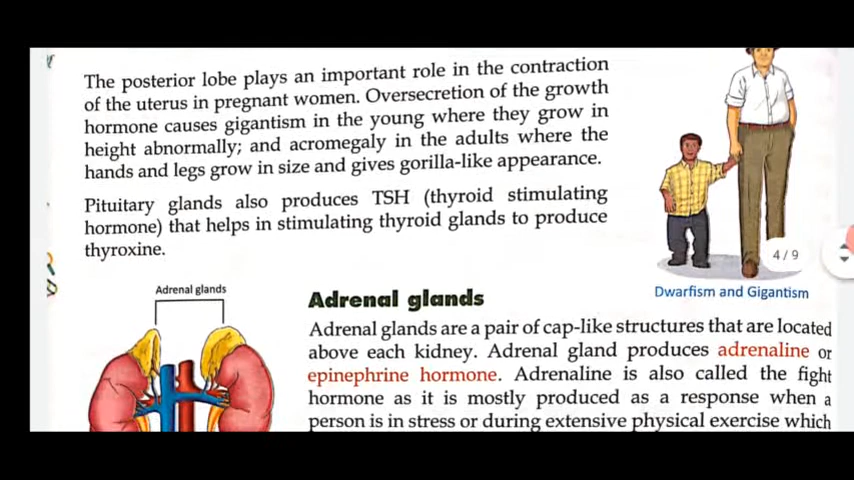 The posterior lobe plays an important role in the contraction
of the uterus in pregnant women. Oversecretion of the growth
hormone causes gigantism in the young where they grow in
height abnormally; and acromegaly in the adults where the
hands and legs grow in size and gives gorilla-like appearance.
Pituitary glands also produces TSH (thyroid stimulating
hormone) that helps in stimulating thyroid glands to produce
thyroxine.
4/9
Dwarfism and Gigantism
Adrenal glands
Adrenal glands
Adrenal glands are a pair of cap-like structures that are located
above each kidney. Adrenal gland produces adrenaline or
epinephrine hormone. Adrenaline is also called the fight
hormone as it is mostly produced as a response when a
person is in stress or during extensive physical exercise which